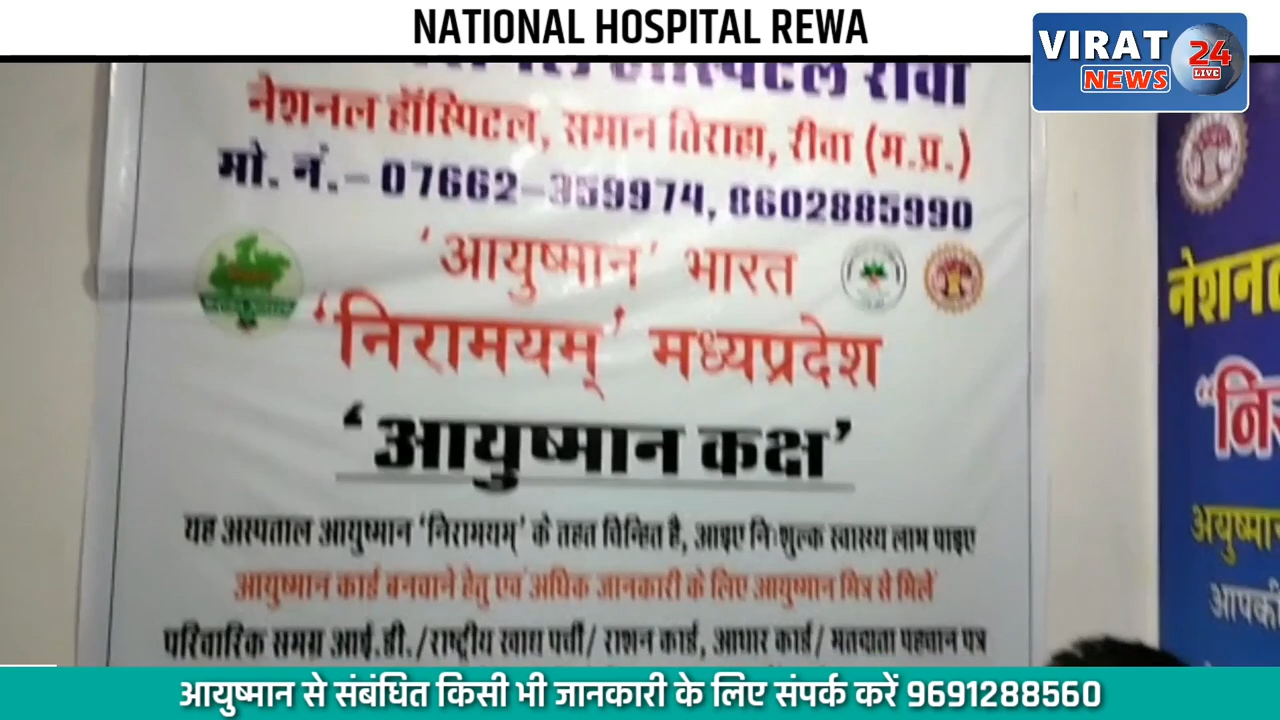 NATIONAL HOSPITAL REWA
VIRAT
NEWS
24
LIVE
हॉस्पिटल रीवा
नेशनल हॉस्पिटल, समान तिराहा, रीवा (म.प्र.)
मो. नं.- 07662-359974, 8602885990
'आयुष्मान' भारत
'निरामयम्' मध्यप्रदेश
'आयुष्मान कक्ष'
यह अस्पताल आयुष्मान 'निरामयम्' के तहत चिन्हित है, आइए निःशुल्क स्वास्थ्य लाभ पाइए
आयुष्मान कार्ड बनवाने हेतु एवं अधिक जानकारी के लिए आयुष्मान मित्र से मिलें
परिवारिक समग्र आई.डी./राष्ट्रीय खाद्य पर्ची/ राशन कार्ड, आधार कार्ड/ मतदाता पहचान पत्र
अयुष्मा
आपकी
आयुष्मान से संबंधित किसी भी जानकारी के लिए संपर्क करें 9691288560